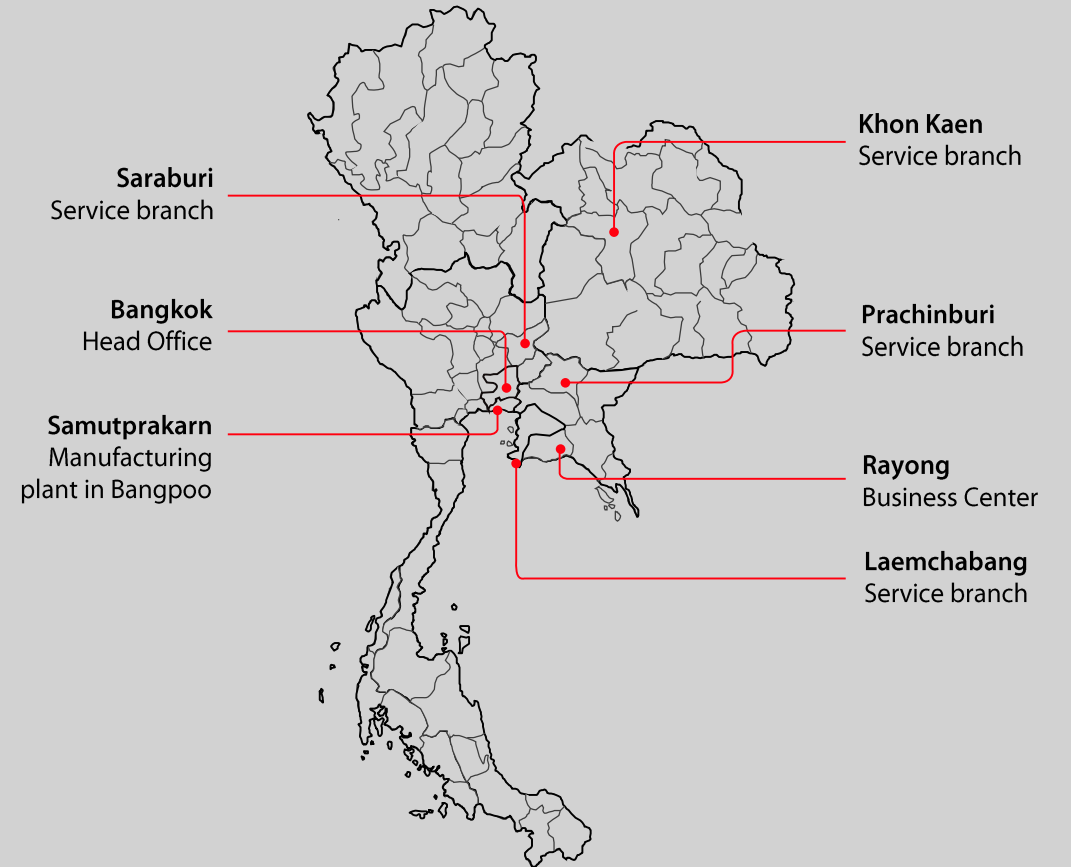 Saraburi
Service branch
Bangkok
Head Office
Samutprakarn
Manufacturing
plant in Bangpoo
Khon Kaen
Service branch
Prachinburi
Service branch
Rayong
Business Center
Laemchabang
Service branch